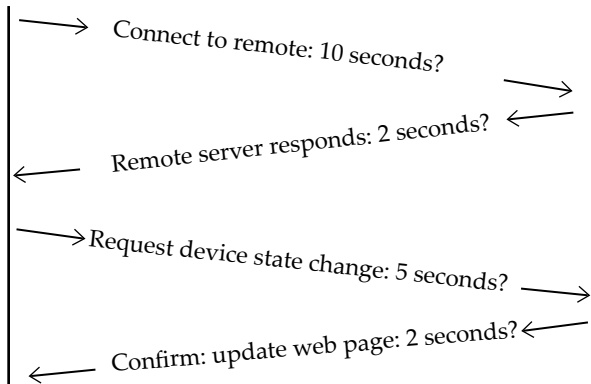 Connect to remote: 10 seconds?
Remote server responds: 2 seconds?
Request device state change: 5 seconds?
Confirm: update web page: 2 seconds?